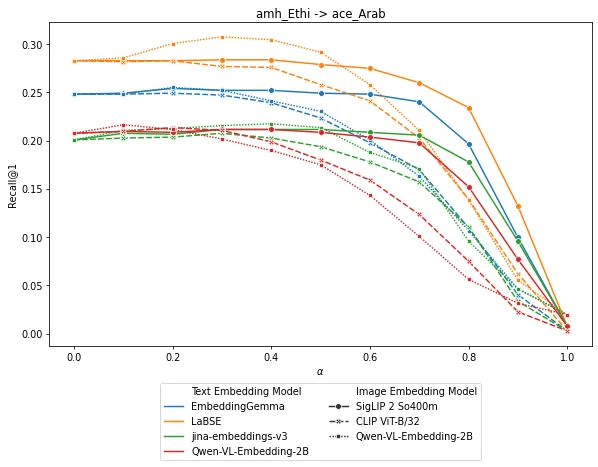 amh_Ethi -> ace_Arab
Recall@1
0.30
0.25
0.20
0.15
0.10
0.05
0.00
0.0 0.2 0.4 0.6 0.8 1.0
α
Text Embedding Model Image Embedding Model
EmbeddingGemma SigLIP 2 So400m
LaBSE CLIP ViT-B/32
jina-embeddings-v3 Qwen-VL-Embedding-2B
Qwen-VL-Embedding-2B